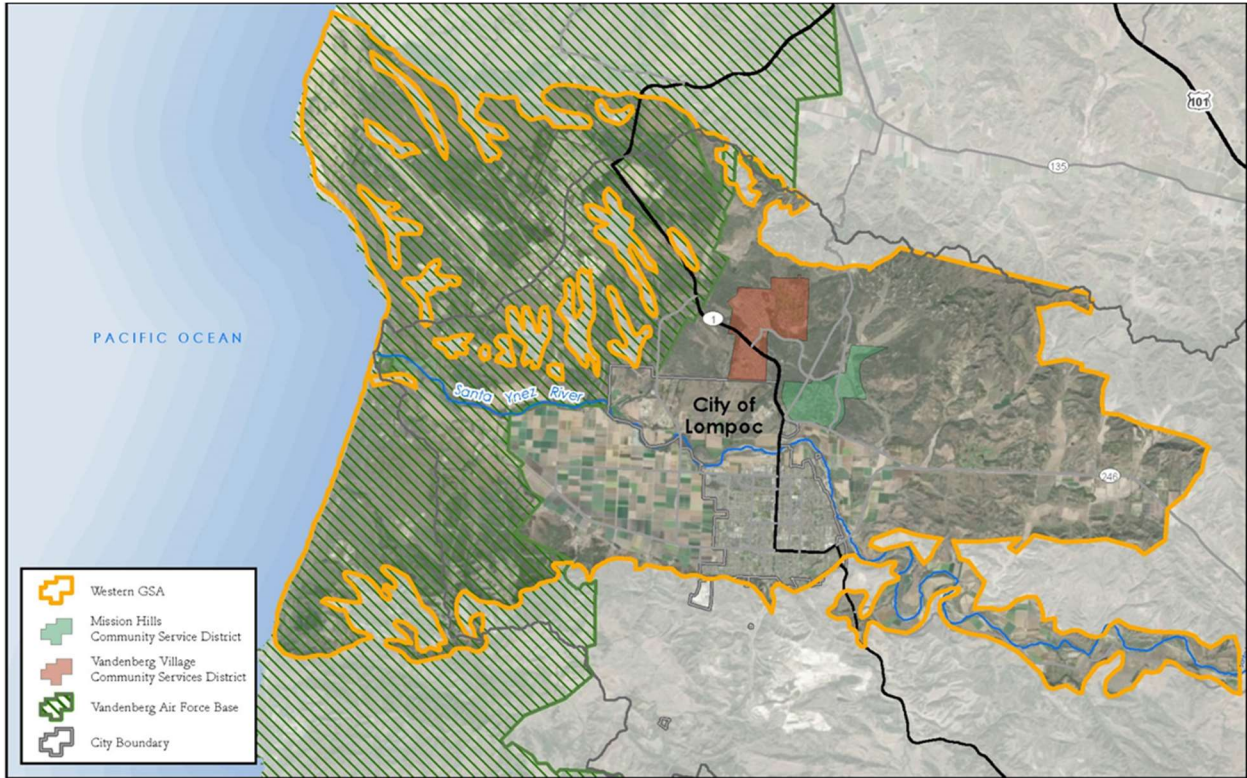 101
135
PACIFIC OCEAN
1
Santa Ynez River
City of
Lompoc
246
Western GSA
Mission Hills
Community Service District
Vandenberg Village
Community Services District
Vandenberg Air Force Base
City Boundary